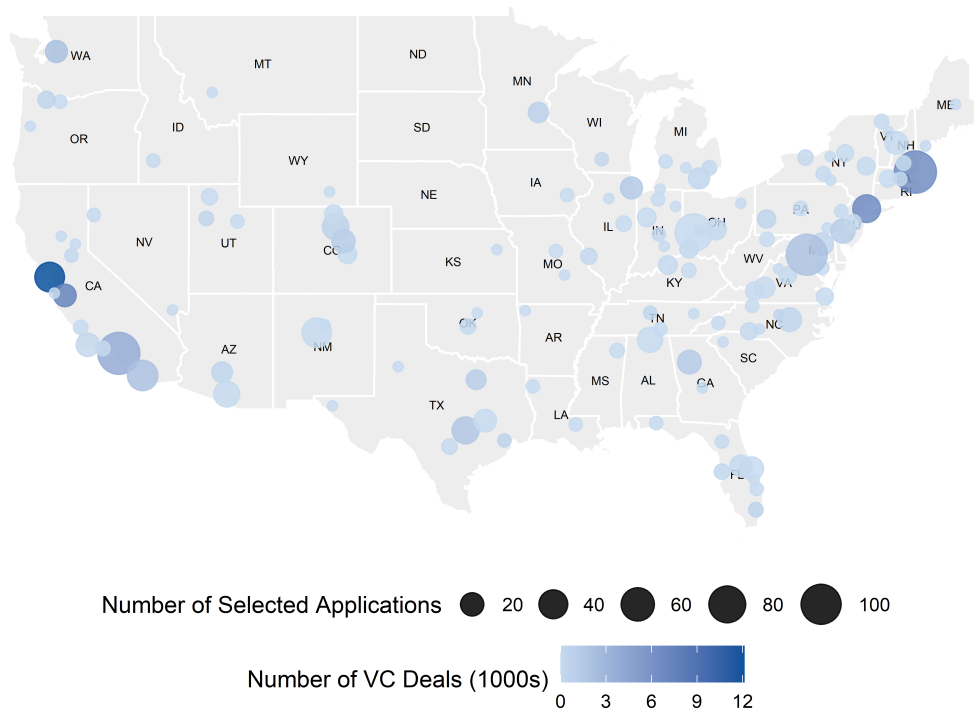 WA
MT
ND
MN
ME
OR
ID
SD
WI
MI
VT
NH
NY
WY
RI
NE
IA
PA
NV
UT
CO
IL
IN
OH
MD
KS
MO
WV
CA
KY
VA
OK
TN
NC
AZ
NM
AR
SC
MS
AL
GA
TX
LA
FL
Number of Selected Applications 20 40 60 80 100
Number of VC Deals (1000s)
0 3 6 9 12